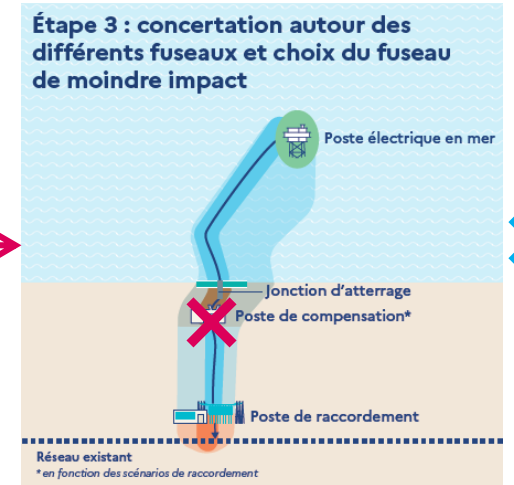 Étape 3 : concertation autour des
différents fuseaux et choix du fuseau
de moindre impact
Poste électrique en mer
Jonction d'atterrage
Poste de compensation*
Poste de raccordement
Réseau existant
* en fonction des scénarios de raccordement